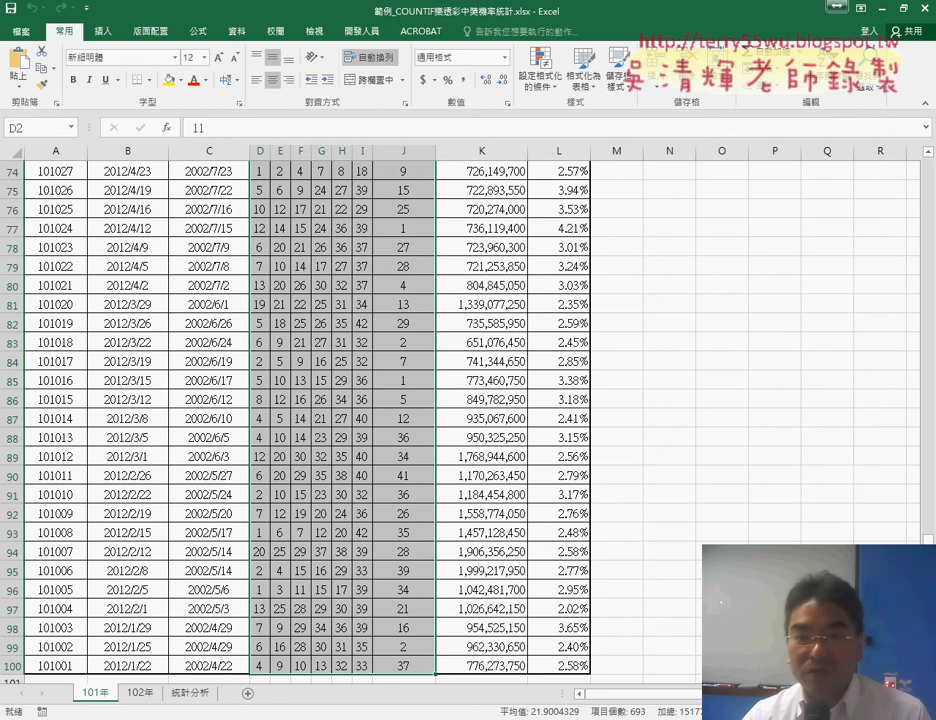 範例_COUNTIF樂透彩中獎機率統計.xlsx - Excel
檔案 常用 插入 版面配置 公式 資料 校閱 檢視 開發人員 ACROBAT 告訴我您想要執行的動作... 登入 共用
http://terry55wu.blogspot.tw
吳清輝老師錄製
新細明體 12 自動換列 通用格式
貼上 跨欄置中 設定格式化的條件 格式化為表格
剪貼簿 字型 對齊方式 數值 樣式 儲存格 編輯
D2 11
A B C D E F G H I J K L M N O P Q R
74 101027 2012/4/23 2002/7/23 1 2 4 7 8 18 9 726,149,700 2.57%
75 101026 2012/4/19 2002/7/22 5 6 9 24 27 39 15 722,893,550 3.94%
76 101025 2012/4/16 2002/7/16 10 12 17 21 22 29 25 720,274,000 3.53%
77 101024 2012/4/12 2002/7/15 12 14 15 24 36 39 1 736,119,400 4.21%
78 101023 2012/4/9 2002/7/9 6 20 21 26 36 37 27 723,960,300 3.01%
79 101022 2012/4/5 2002/7/8 7 10 14 17 27 37 28 721,253,850 3.24%
80 101021 2012/4/2 2002/7/2 13 20 26 30 32 37 4 804,845,050 3.03%
81 101020 2012/3/29 2002/6/1 19 21 22 25 31 34 13 1,339,077,250 2.35%
82 101019 2012/3/26 2002/6/26 5 18 25 26 35 42 29 735,585,950 2.59%
83 101018 2012/3/22 2002/6/24 6 9 21 27 31 32 2 651,076,450 2.45%
84 101017 2012/3/19 2002/6/19 2 5 9 16 25 32 7 741,344,650 2.85%
85 101016 2012/3/15 2002/6/17 5 10 13 15 29 36 1 773,460,750 3.38%
86 101015 2012/3/12 2002/6/12 8 12 16 26 34 36 5 849,782,950 3.18%
87 101014 2012/3/8 2002/6/10 4 5 14 21 27 40 12 935,067,600 2.41%
88 101013 2012/3/5 2002/6/5 4 10 14 23 29 39 36 950,325,250 3.15%
89 101012 2012/3/1 2002/6/3 12 20 30 32 35 40 34 1,768,944,600 2.56%
90 101011 2012/2/26 2002/5/27 6 20 29 35 38 40 41 1,170,263,450 2.79%
91 101010 2012/2/22 2002/5/24 2 10 15 23 30 32 36 1,184,454,800 3.17%
92 101009 2012/2/19 2002/5/20 7 12 19 20 24 36 26 1,558,774,050 2.76%
93 101008 2012/2/15 2002/5/17 1 6 7 12 20 42 35 1,457,128,450 2.48%
94 101007 2012/2/12 2002/5/14 20 25 29 37 38 39 28 1,906,356,250 2.58%
95 101006 2012/2/8 2002/5/14 2 4 15 16 29 33 39 1,999,217,950 2.77%
96 101005 2012/2/5 2002/5/6 1 3 11 15 17 39 34 1,042,481,700 2.95%
97 101004 2012/2/1 2002/5/3 13 25 28 29 30 39 21 1,026,642,150 2.02%
98 101003 2012/1/29 2002/4/29 7 9 29 34 36 39 16 954,525,150 3.65%
99 101002 2012/1/25 2002/4/29 6 16 28 30 31 35 2 962,330,650 2.40%
100 101001 2012/1/22 2002/4/22 4 9 10 13 32 33 37 776,273,750 2.58%
101年 102年 統計分析
就緒 平均值: 21.9004329 項目個數: 693 加總: 15177